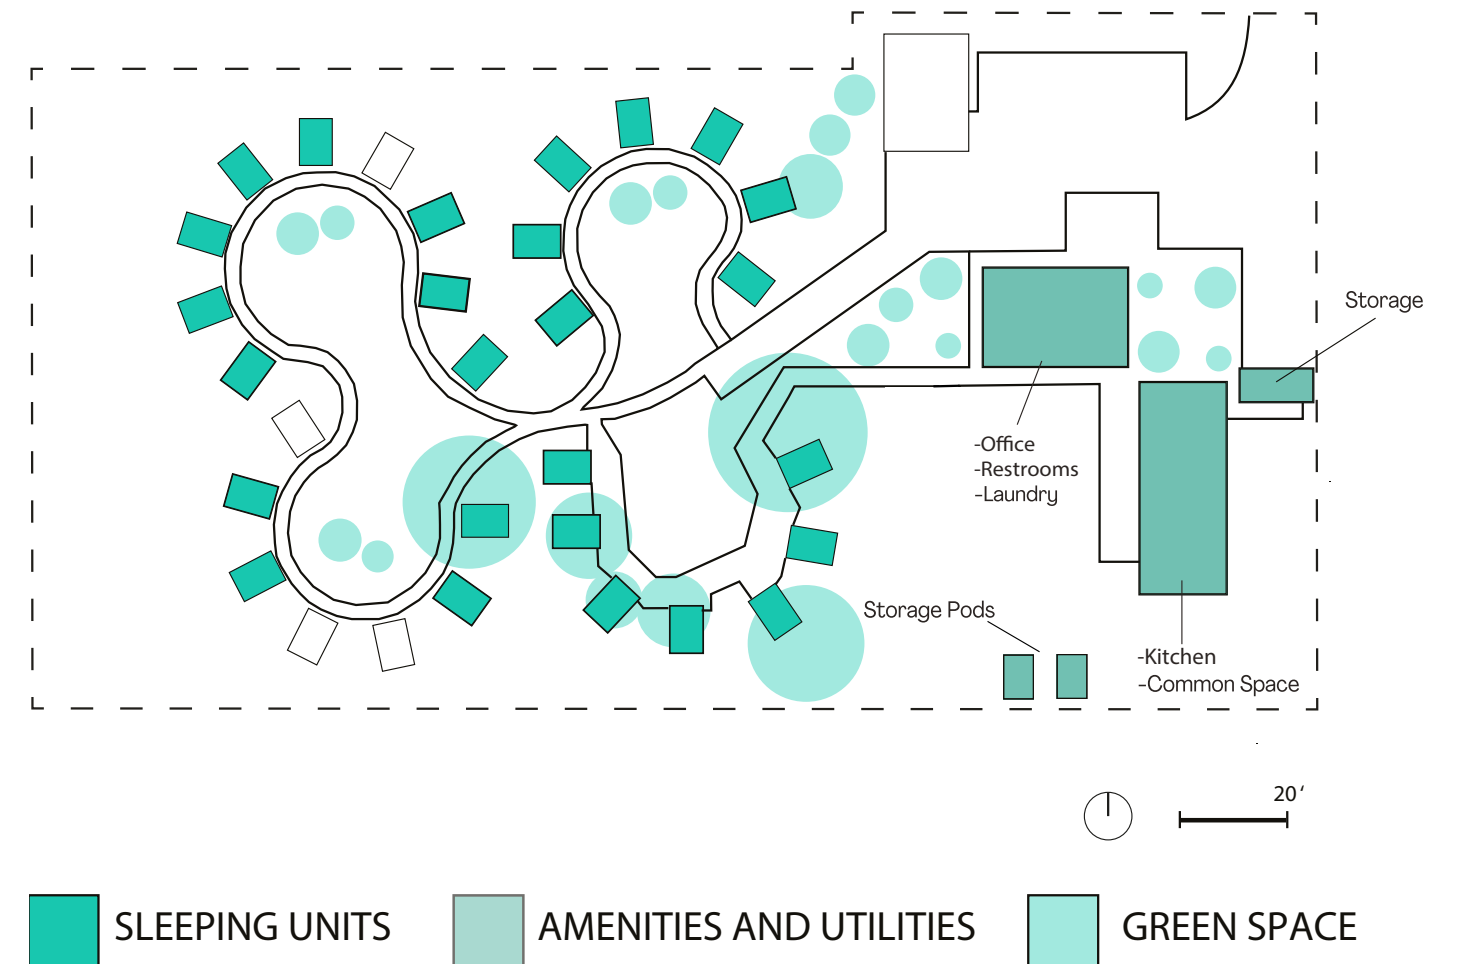 Storage
-Office
-Restrooms
-Laundry
Storage Pods
-Kitchen
-Common Space
20'
SLEEPING UNITS
AMENITIES AND UTILITIES
GREEN SPACE